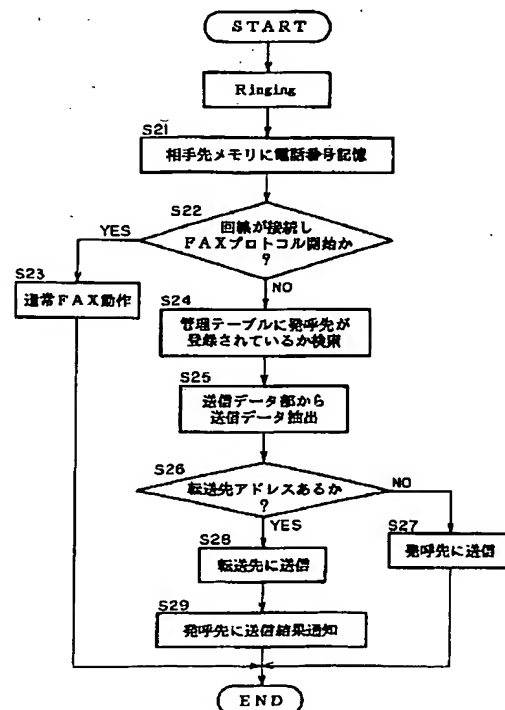 START
Ringing
S21
相手先メモリに電話番号記憶
S22
回線が接続し
FAXプロトコル開始か
?
YES
NO
S23
通常FAX動作
S24
管理テーブルに発呼先が
登録されているか検索
S25
送信データ部から
送信データ抽出
S26
転送先アドレスあるか
?
NO
YES
S27
発呼先に送信
S28
転送先に送信
S29
発呼先に送信結果通知
END